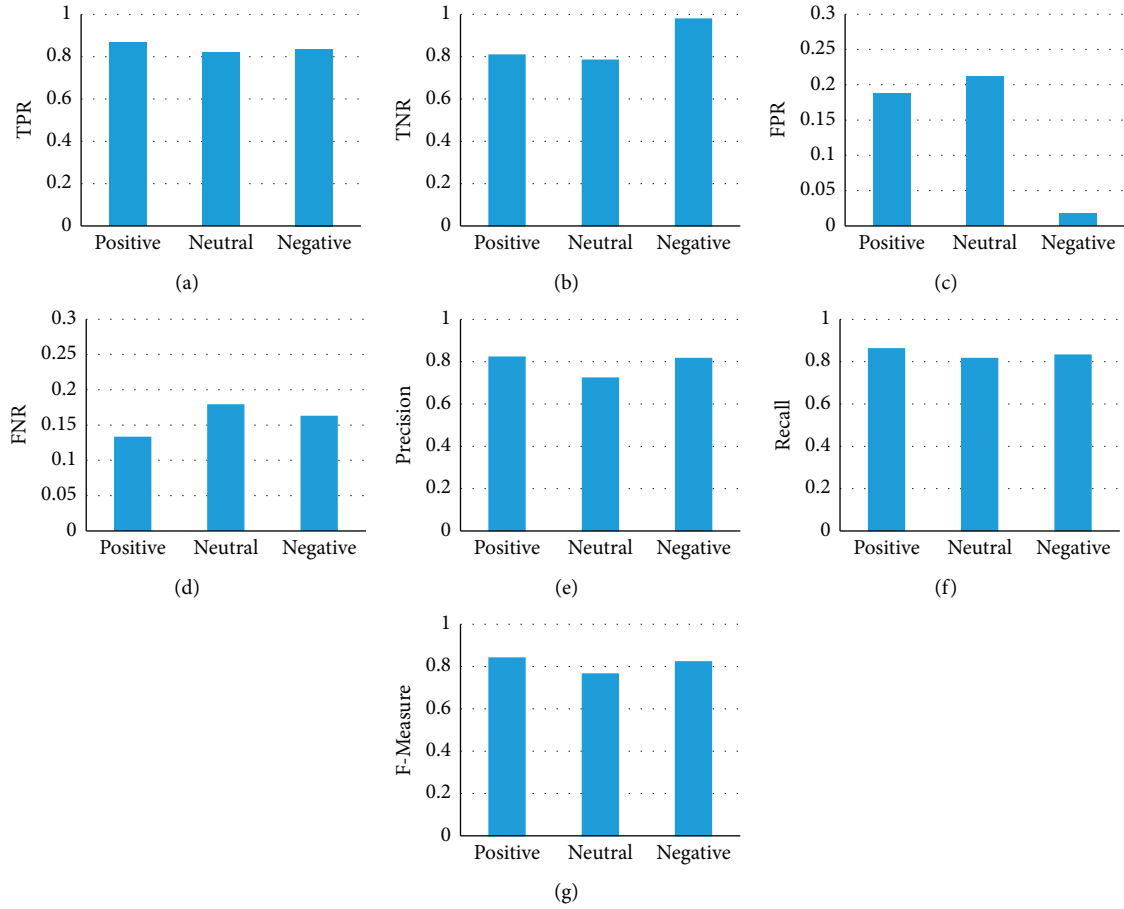 1
0.8
0.6
0.4
0.2
0
TPR
Positive Neutral Negative
(a)
1
0.8
0.6
0.4
0.2
0
TNR
Positive Neutral Negative
(b)
0.3
0.25
0.2
0.15
0.1
0.05
0
FPR
Positive Neutral Negative
(c)
0.3
0.25
0.2
0.15
0.1
0.05
0
FNR
Positive Neutral Negative
(d)
1
0.8
0.6
0.4
0.2
0
Precision
Positive Neutral Negative
(e)
1
0.8
0.6
0.4
0.2
0
Recall
Positive Neutral Negative
(f)
1
0.8
0.6
0.4
0.2
0
F-Measure
Positive Neutral Negative
(g)